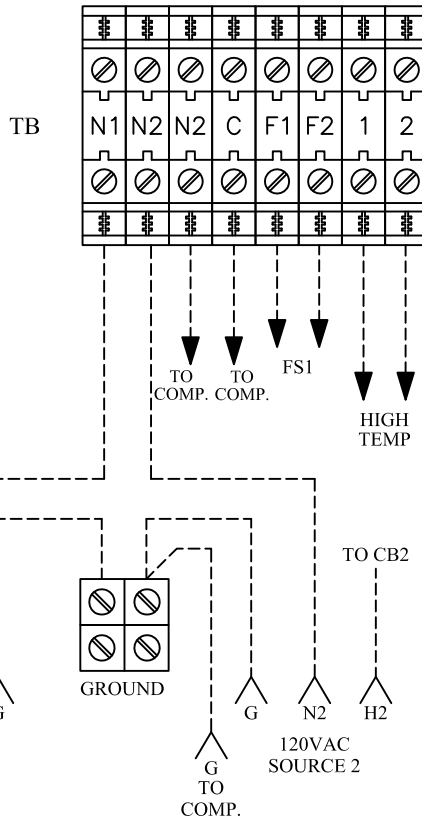 TB
N1 N2 N2 C F1 F2 1 2
TO COMP.
TO COMP.
FS1
HIGH
TEMP
TO CB2
GROUND
G
G
N2
H2
120VAC
SOURCE 2
G
TO
COMP.